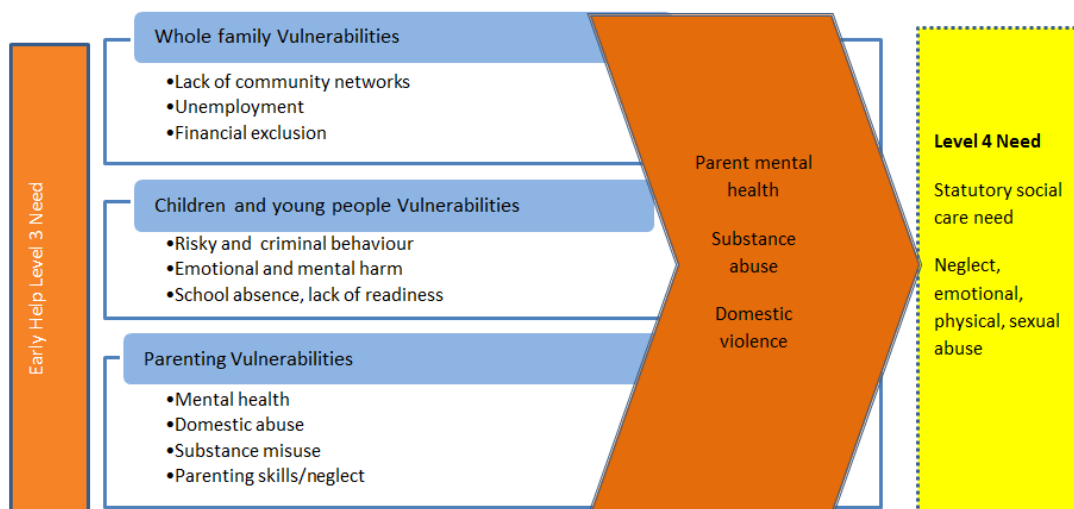 Early Help Level 3 Need
Whole family Vulnerabilities
•Lack of community networks
•Unemployment
•Financial exclusion
Children and young people Vulnerabilities
•Risky and criminal behaviour
•Emotional and mental harm
•School absence, lack of readiness
Parenting Vulnerabilities
•Mental health
•Domestic abuse
•Substance misuse
•Parenting skills/neglect
Parent mental
health
Substance
abuse
Domestic
violence
Level 4 Need
Statutory social
care need
Neglect,
emotional,
physical, sexual
abuse